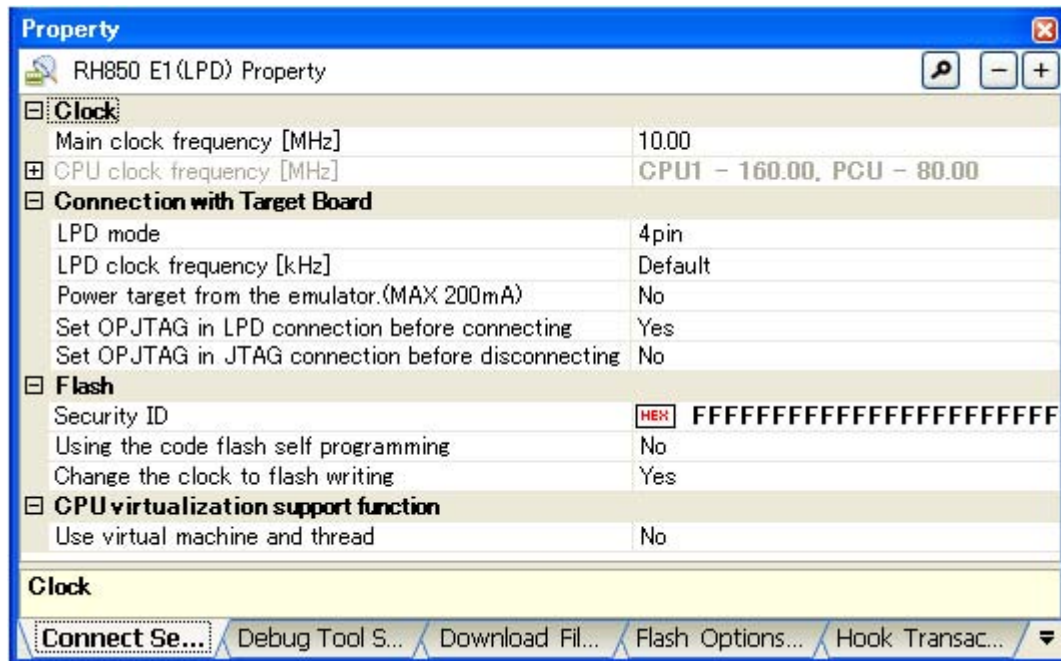 Property
RH850 E1(LPD) Property
Clock
Main clock frequency [MHz] 10.00
CPU clock frequency [MHz] CPU1 - 160.00, PCU - 80.00
Connection with Target Board
LPD mode 4pin
LPD clock frequency [kHz] Default
Power target from the emulator.(MAX 200mA) No
Set OPJTAG in LPD connection before connecting Yes
Set OPJTAG in JTAG connection before disconnecting No
Flash
Security ID HEX FFFFFFFFFFFFFFFFFFFFFFF
Using the code flash self programming No
Change the clock to flash writing Yes
CPU virtualization support function
Use virtual machine and thread No
Clock
Connect Se... Debug Tool S... Download Fil... Flash Options... Hook Transac...